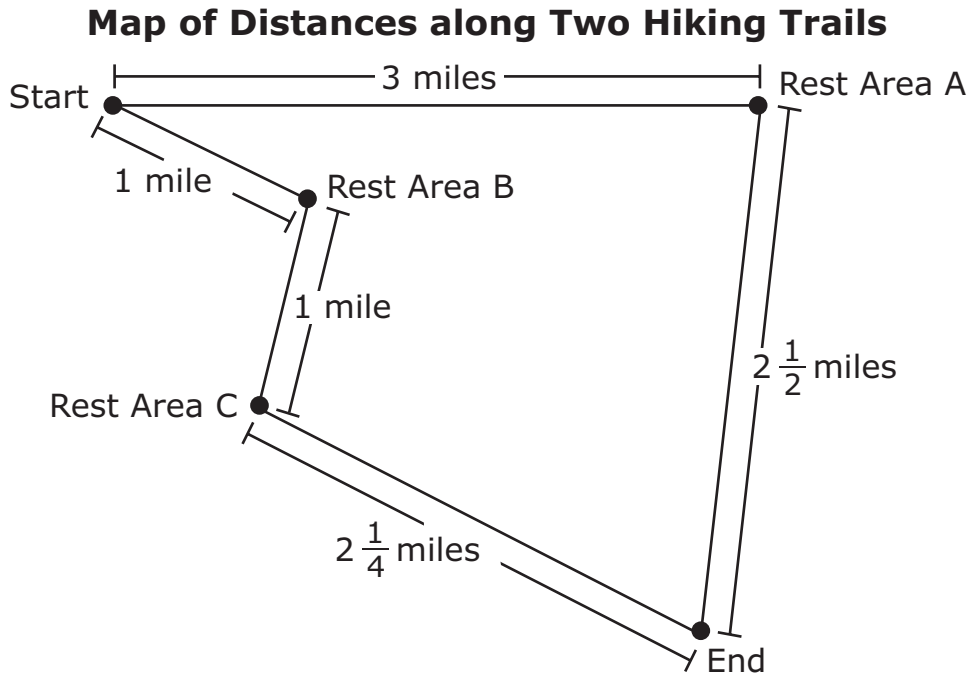 Map of Distances along Two Hiking Trails
3 miles
Start
Rest Area A
1 mile
Rest Area B
1 mile
2 1/2 miles
Rest Area C
2 1/4 miles
End